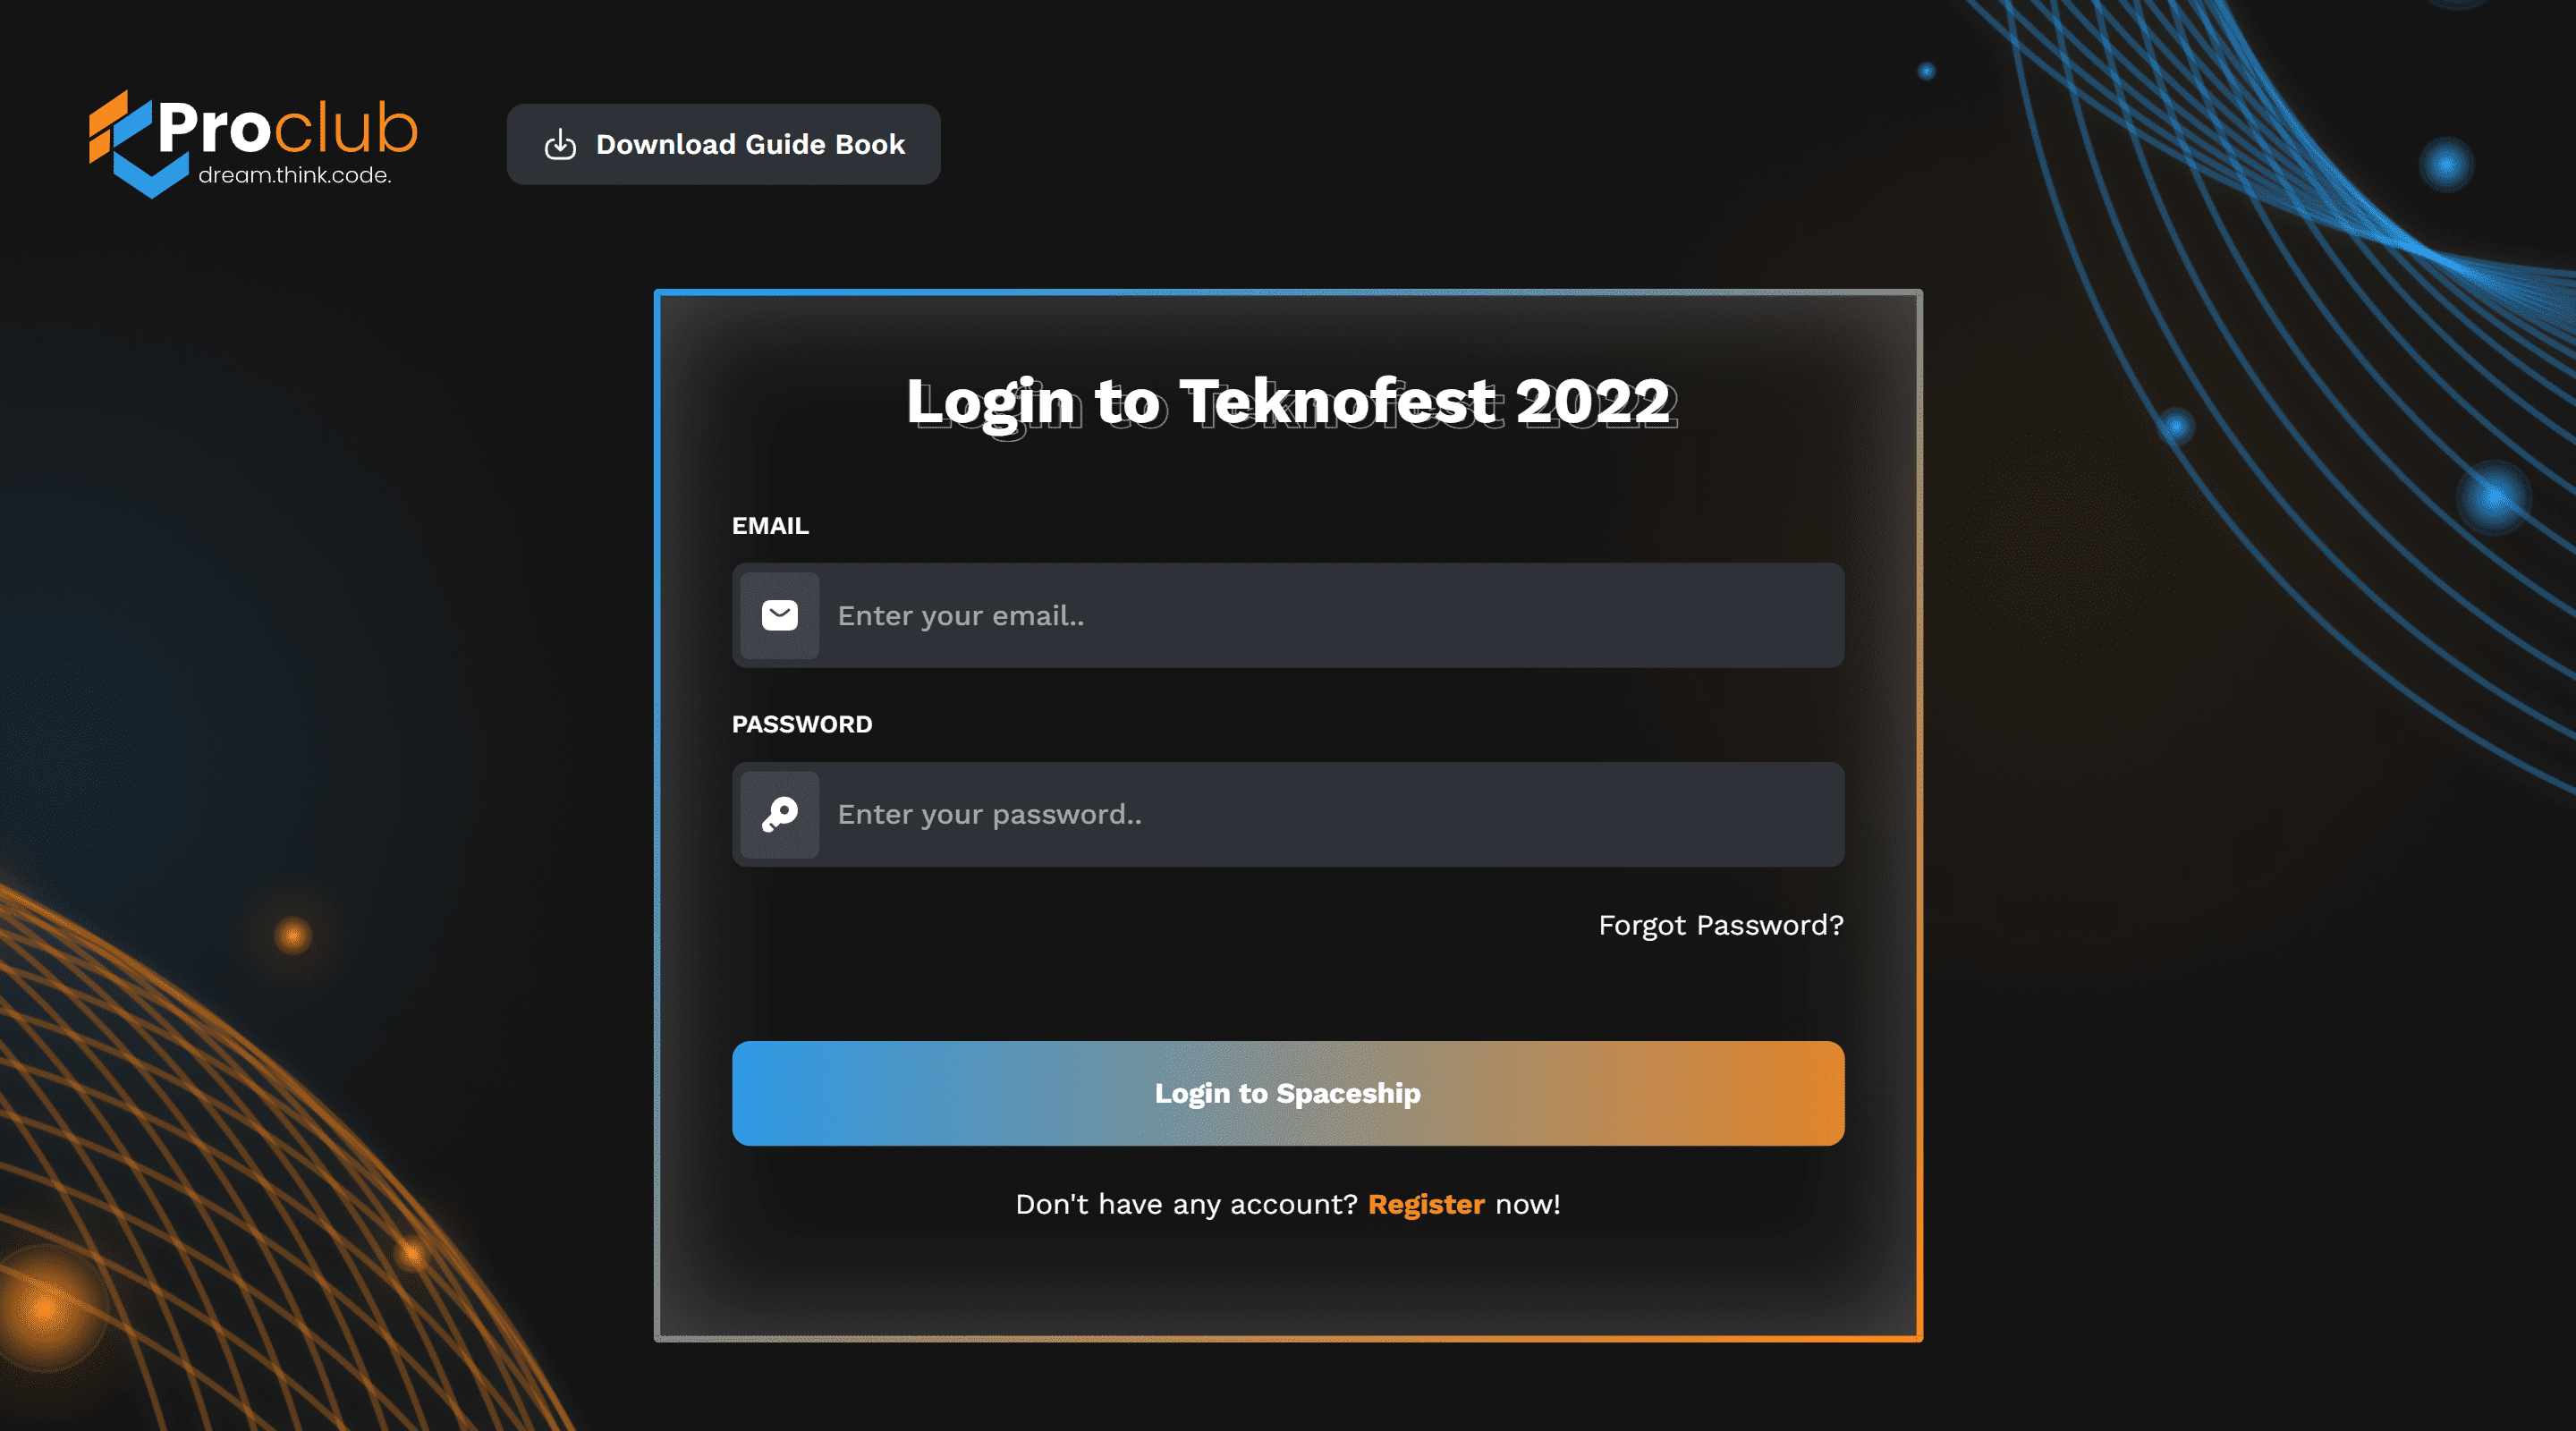 Proclub
dream.think.code.
Download Guide Book
Login to Teknofest 2022
EMAIL
Enter your email..
PASSWORD
Enter your password..
Forgot Password?
Login to Spaceship
Don't have any account? Register now!